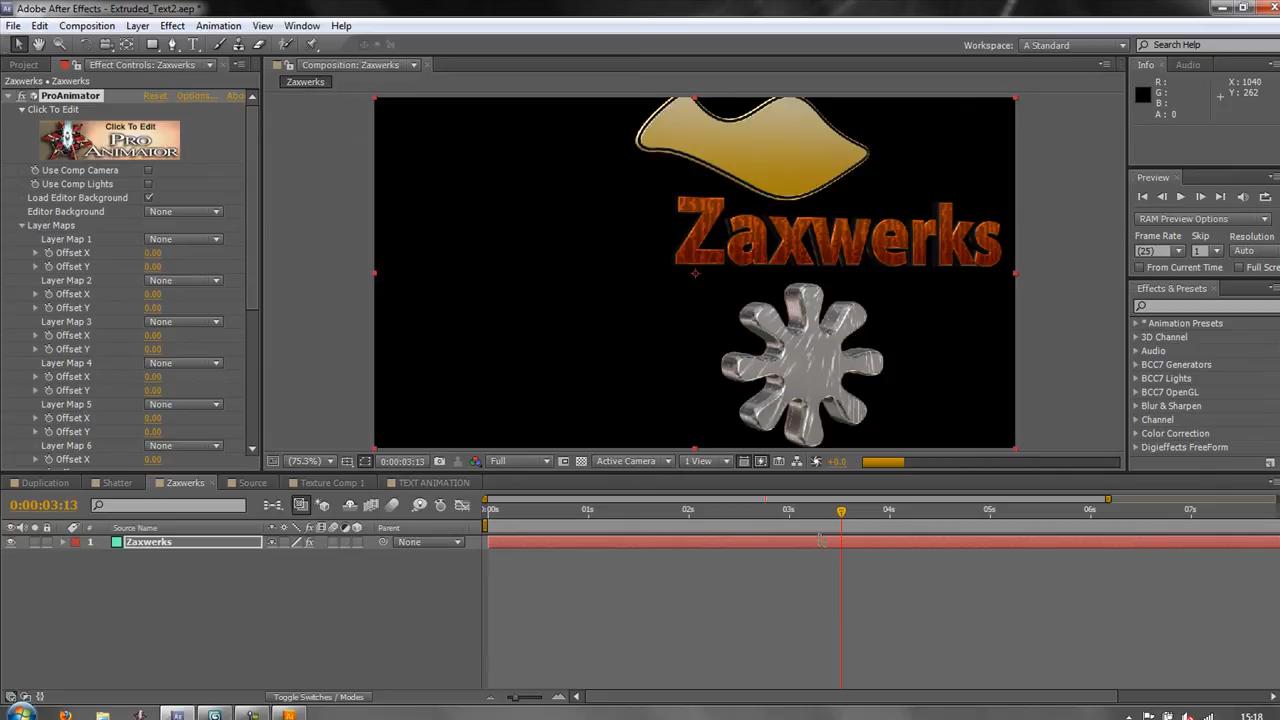 Adobe After Effects - Extruded_Text2.aep *
File Edit Composition Layer Effect Animation View Window Help
Workspace: A Standard Search Help
Project Effect Controls: Zaxwerks Composition: Zaxwerks Info Audio
Zaxwerks • Zaxwerks Zaxwerks
ProAnimator Reset Options... Abo
Click To Edit
Click To Edit
PRO
ANIMATOR
R :
G :
B :
A : 0
X : 1040
Y : 262
Use Comp Camera
Use Comp Lights
Load Editor Background
Editor Background None
Layer Maps
Layer Map 1 None
Offset X 0.00
Offset Y 0.00
Layer Map 2 None
Offset X 0.00
Offset Y 0.00
Layer Map 3 None
Offset X 0.00
Offset Y 0.00
Layer Map 4 None
Offset X 0.00
Offset Y 0.00
Layer Map 5 None
Offset X 0.00
Offset Y 0.00
Layer Map 6 None
Offset X 0.00
Zaxwerks
Preview
RAM Preview Options
Frame Rate Skip Resolution
(25) 1 Auto
From Current Time Full Scre
Effects & Presets
* Animation Presets
3D Channel
Audio
BCC7 Generators
BCC7 Lights
BCC7 OpenGL
Blur & Sharpen
Channel
Color Correction
Digieffects FreeForm
(75.3%) 0:00:03:13 Full Active Camera 1 View +0.0
Duplication Shatter Zaxwerks Source Texture Comp 1 TEXT ANIMATION
0:00:03:13 0:00s 01s 02s 03s 04s 05s 06s 07s
# Source Name Parent
1 Zaxwerks None
Toggle Switches / Modes
15:18